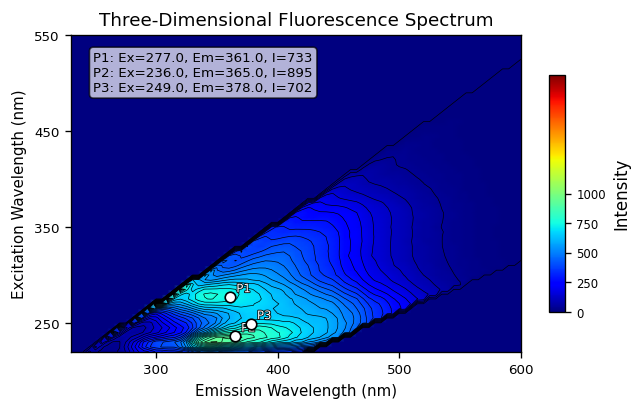 Three-Dimensional Fluorescence Spectrum
P1: Ex=277.0, Em=361.0, I=733
P2: Ex=236.0, Em=365.0, I=895
P3: Ex=249.0, Em=378.0, I=702
550
450
350
250
Excitation Wavelength (nm)
P1
P3
300
400
500
600
Emission Wavelength (nm)
1000
750
500
250
0
Intensity